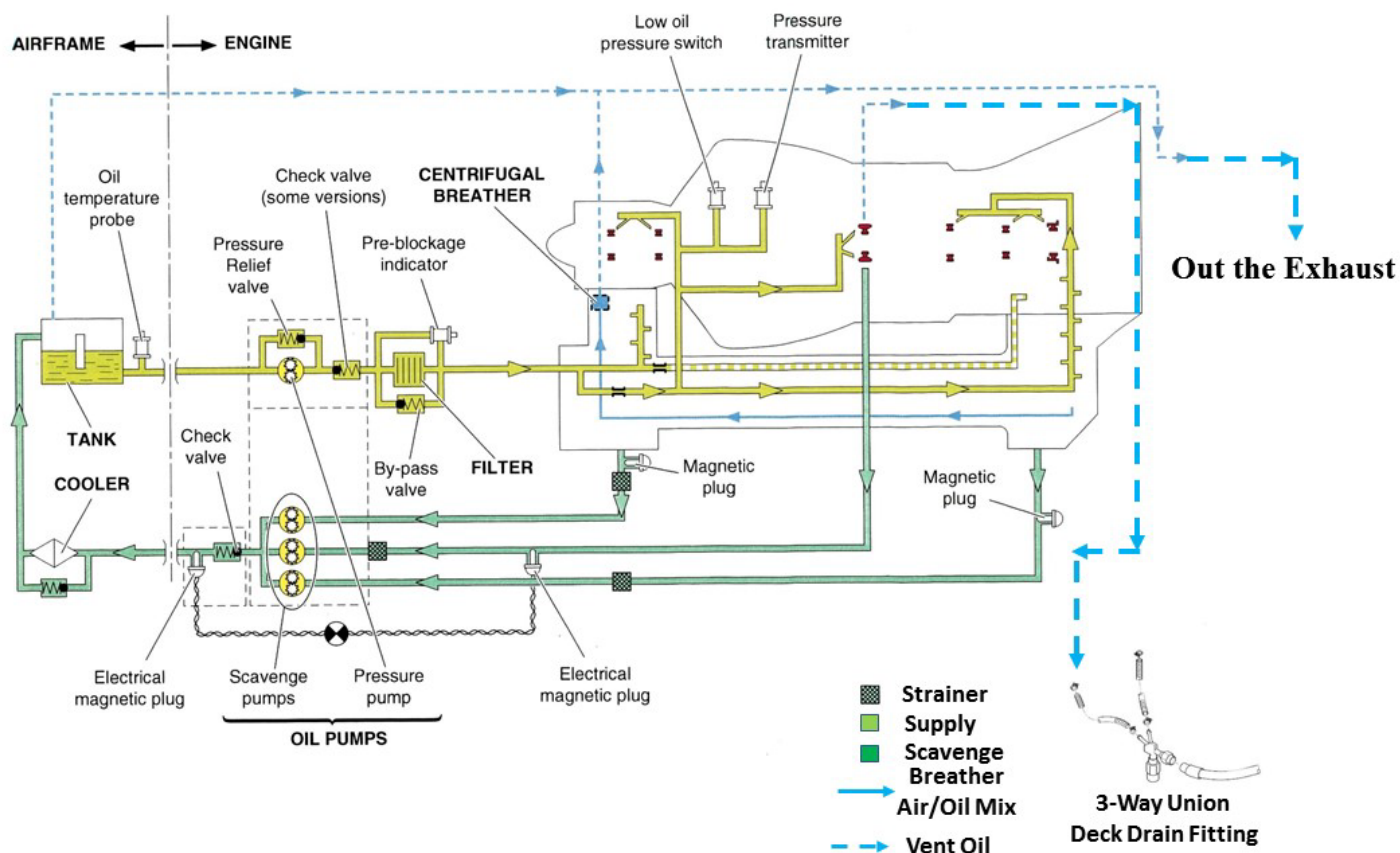 AIRFRAME
ENGINE
Low oil
pressure switch
Pressure
transmitter
Oil
temperature
probe
Check valve
(some versions)
CENTRIFUGAL
BREATHER
Pressure
Relief
valve
Pre-blockage
indicator
Out the Exhaust
TANK
Check
valve
By-pass
valve
FILTER
Magnetic
plug
Magnetic
plug
COOLER
Electrical
magnetic plug
Scavenge
pumps
Pressure
pump
Electrical
magnetic plug
OIL PUMPS
Strainer
Supply
Scavenge
Breather
Air/Oil Mix
Vent Oil
3-Way Union
Deck Drain Fitting